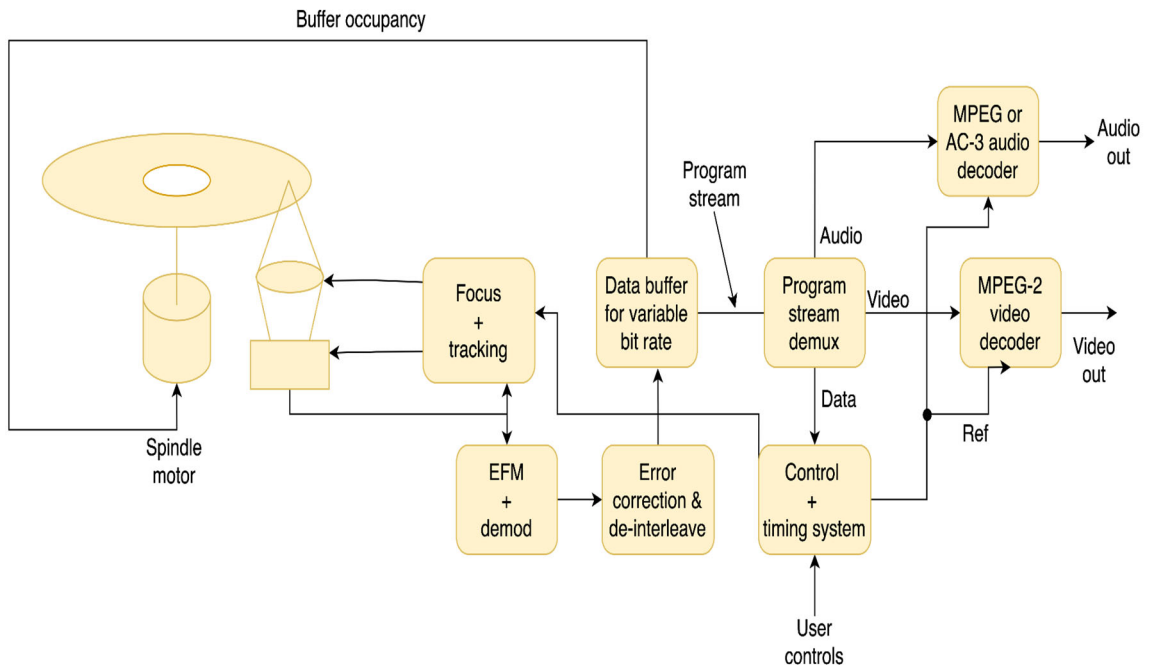 Buffer occupancy
MPEG or
AC-3 audio
decoder
Audio
out
Program
stream
Audio
Focus
+
tracking
Data buffer
for variable
bit rate
Program
stream
demux
Video
MPEG-2
video
decoder
Video
out
Data
Ref
Spindle
motor
EFM
+
demod
Error
correction &
de-interleave
Control
+
timing system
User
controls